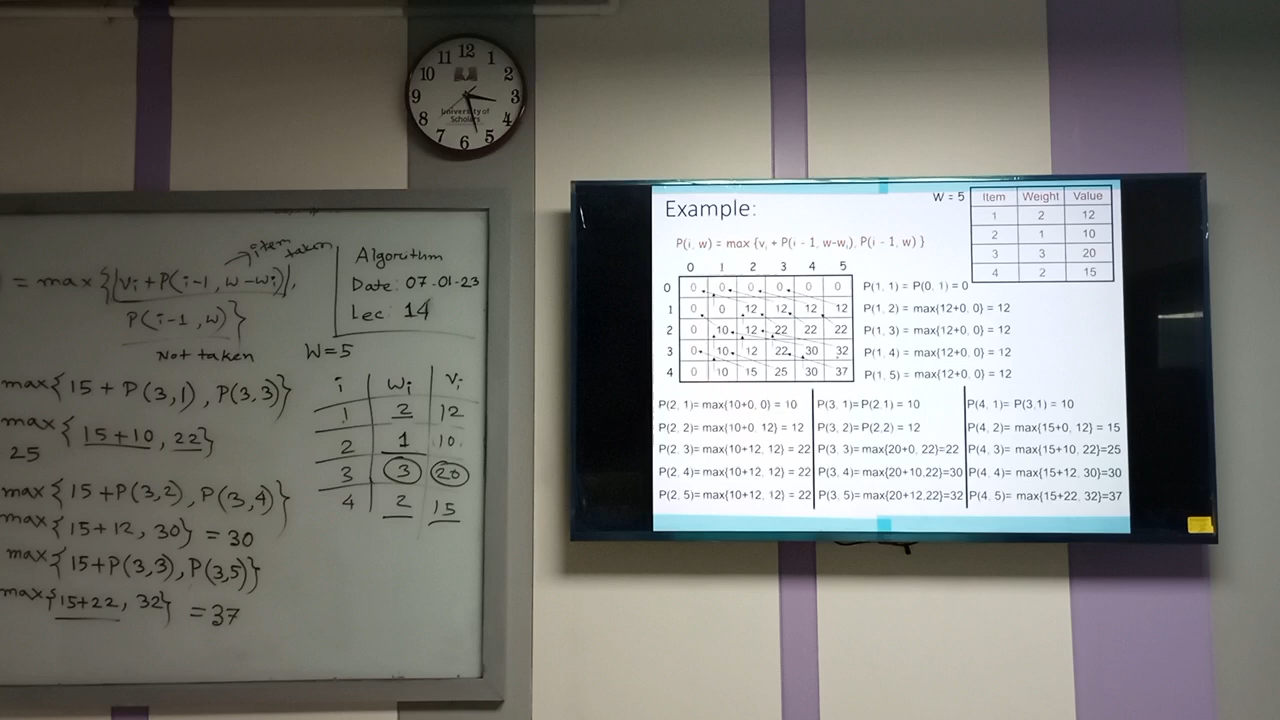 12 1 2 3 4 5 6 7 8 9 10 11
University of
Scholars
= max{|Vi+P(i-1, w-wi)|,
item taken
P(i-1, w)}
Not taken
Algorithm
Date: 07-01-23
Lec: 14
W=5
max{15 + P(3,1), P(3,3)}
max{15+10, 22}
25
max{15+P(3,2), P(3,4)}
max{15+12, 30} = 30
max{15+P(3,3), P(3,5)}
max{15+22, 32} = 37
i wi vi
1 2 12
2 1 10
3 3 20
4 2 15
Example:
W = 5
Item Weight Value
1 2 12
2 1 10
3 3 20
4 2 15
P(i, w) = max {vi + P(i - 1, w-wi), P(i - 1, w) }
0 1 2 3 4 5
0 0 0 0 0 0 0
1 0 0 12 12 12 12
2 0 10 12 22 22 22
3 0 10 12 22 30 32
4 0 10 15 25 30 37
P(1, 1) = P(0, 1) = 0
P(1, 2) = max{12+0, 0} = 12
P(1, 3) = max{12+0, 0} = 12
P(1, 4) = max{12+0, 0} = 12
P(1, 5) = max{12+0, 0} = 12
P(2, 1)= max{10+0, 0} = 10
P(2, 2)= max{10+0, 12} = 12
P(2, 3)= max{10+12, 12} = 22
P(2, 4)= max{10+12, 12} = 22
P(2, 5)= max{10+12, 12} = 22
P(3, 1)=P(2,1) = 10
P(3, 2)=P(2,2) = 12
P(3, 3)=max{20+0, 22}=22
P(3, 4)=max{20+10,22}=30
P(3, 5)=max{20+12,22}=32
P(4, 1)= P(3,1) = 10
P(4, 2)= max{15+0, 12} = 15
P(4, 3)= max{15+10, 22}=25
P(4, 4)= max{15+12, 30}=30
P(4, 5)= max{15+22, 32}=37